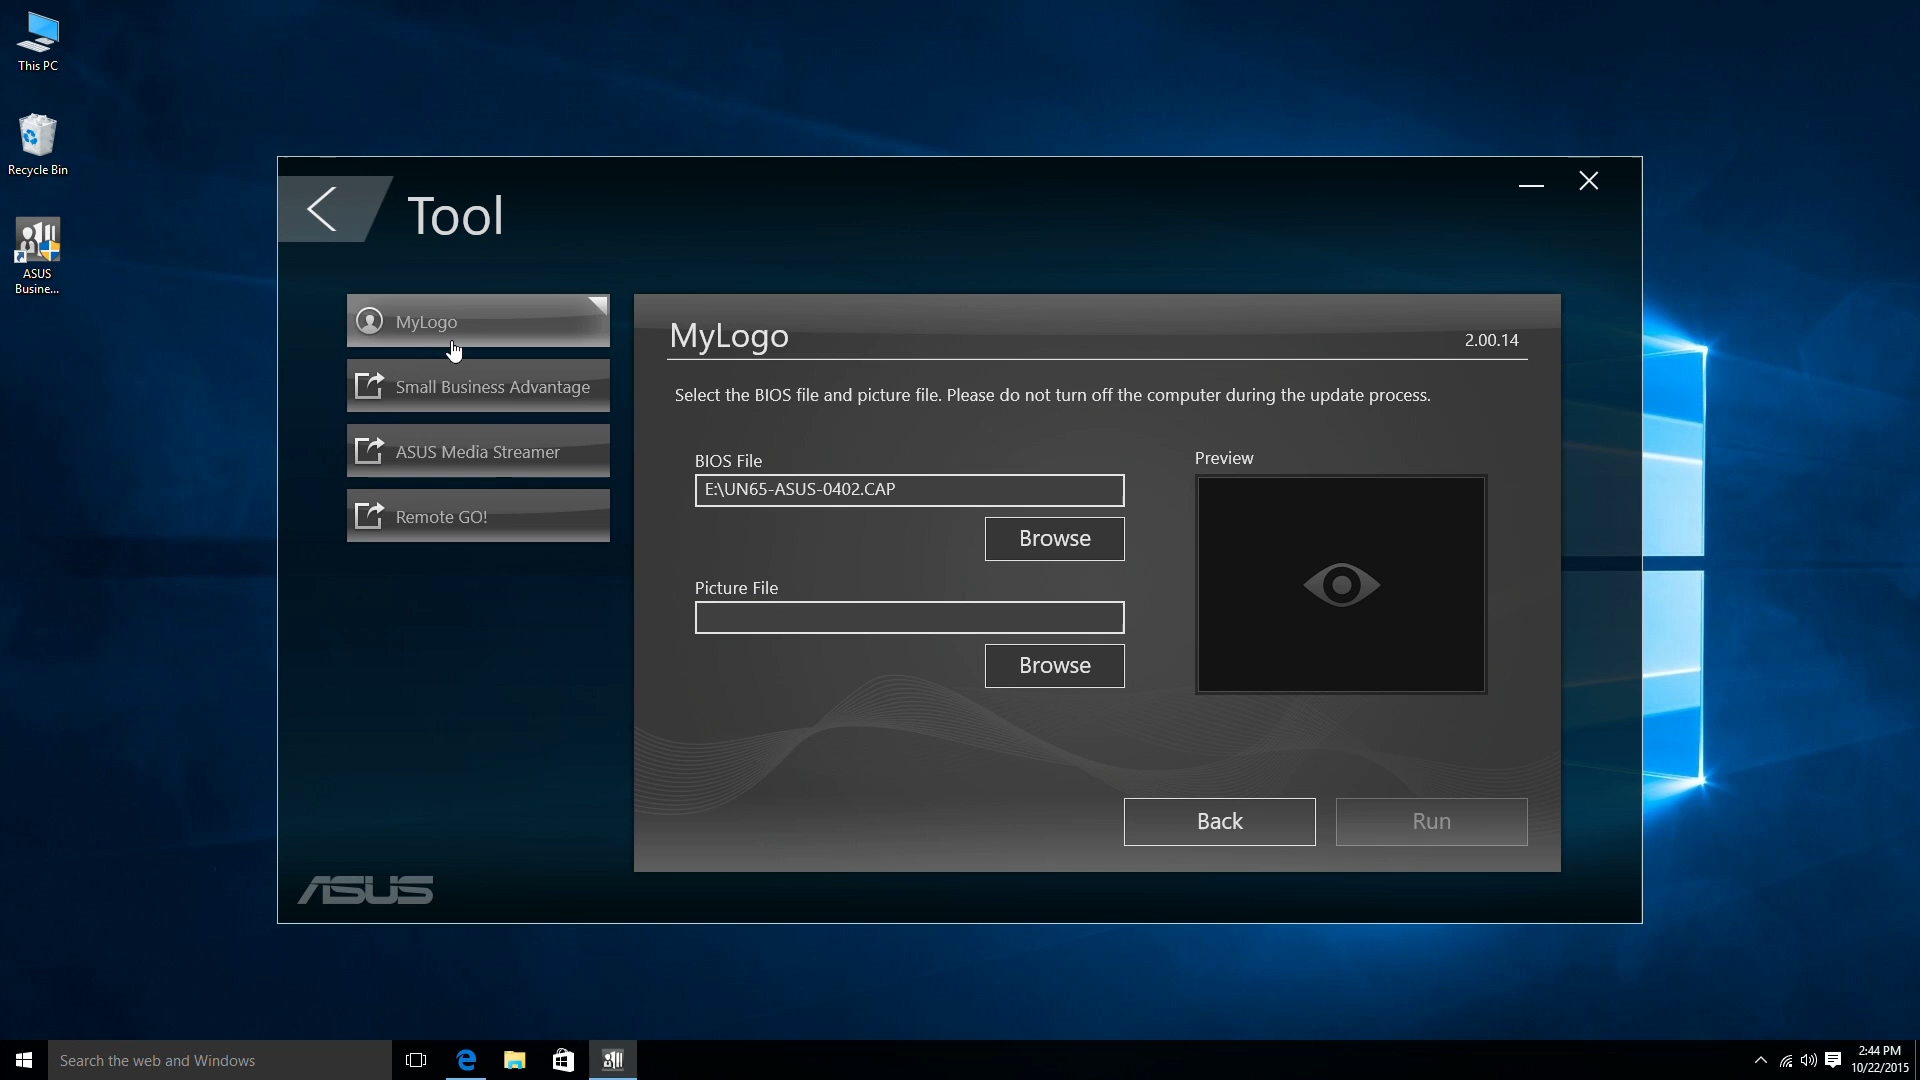 This PC
Recycle Bin
ASUS
Busine...
Tool
MyLogo
Small Business Advantage
ASUS Media Streamer
Remote GO!
MyLogo
2.00.14
Select the BIOS file and picture file. Please do not turn off the computer during the update process.
BIOS File
E:\UN65-ASUS-0402.CAP
Browse
Picture File
Browse
Preview
Back
Run
ASUS
Search the web and Windows
2:44 PM
10/22/2015